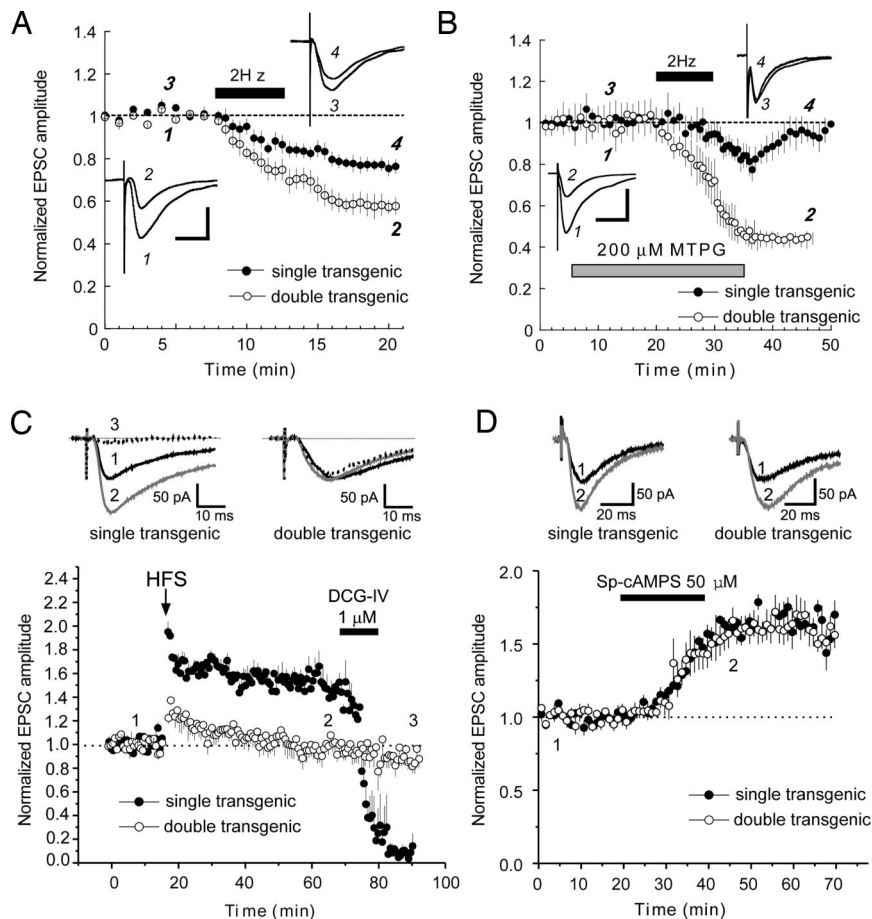 A
Normalized EPSC amplitude
1.4
1.2
1.0
0.8
0.6
0.4
0.2
0
0 5 10 15 20
Time (min)
2H z
3
1
4
2
4
3
2
1
single transgenic
double transgenic
B
Normalized EPSC amplitude
1.4
1.2
1.0
0.8
0.6
0.4
0.2
0
0 10 20 30 40 50
Time (min)
2Hz
3
1
4
2
4
3
2
1
200 μM MTPG
single transgenic
double transgenic
C
3
1
2
50 pA
10 ms
single transgenic
50 pA
10 ms
double transgenic
Normalized EPSC amplitude
2.4
2.2
2.0
1.8
1.6
1.4
1.2
1.0
0.8
0.6
0.4
0.2
0.0
HFS
DCG-IV
1 μM
1
2
3
single transgenic
double transgenic
0 20 40 60 80 100
Time (min)
D
1
2
50 pA
20 ms
single transgenic
1
2
50 pA
20 ms
double transgenic
Normalized EPSC amplitude
2.0
1.5
1.0
0.5
0.0
Sp-cAMPS 50 μM
1
2
single transgenic
double transgenic
0 10 20 30 40 50 60 70 80
Time (min)